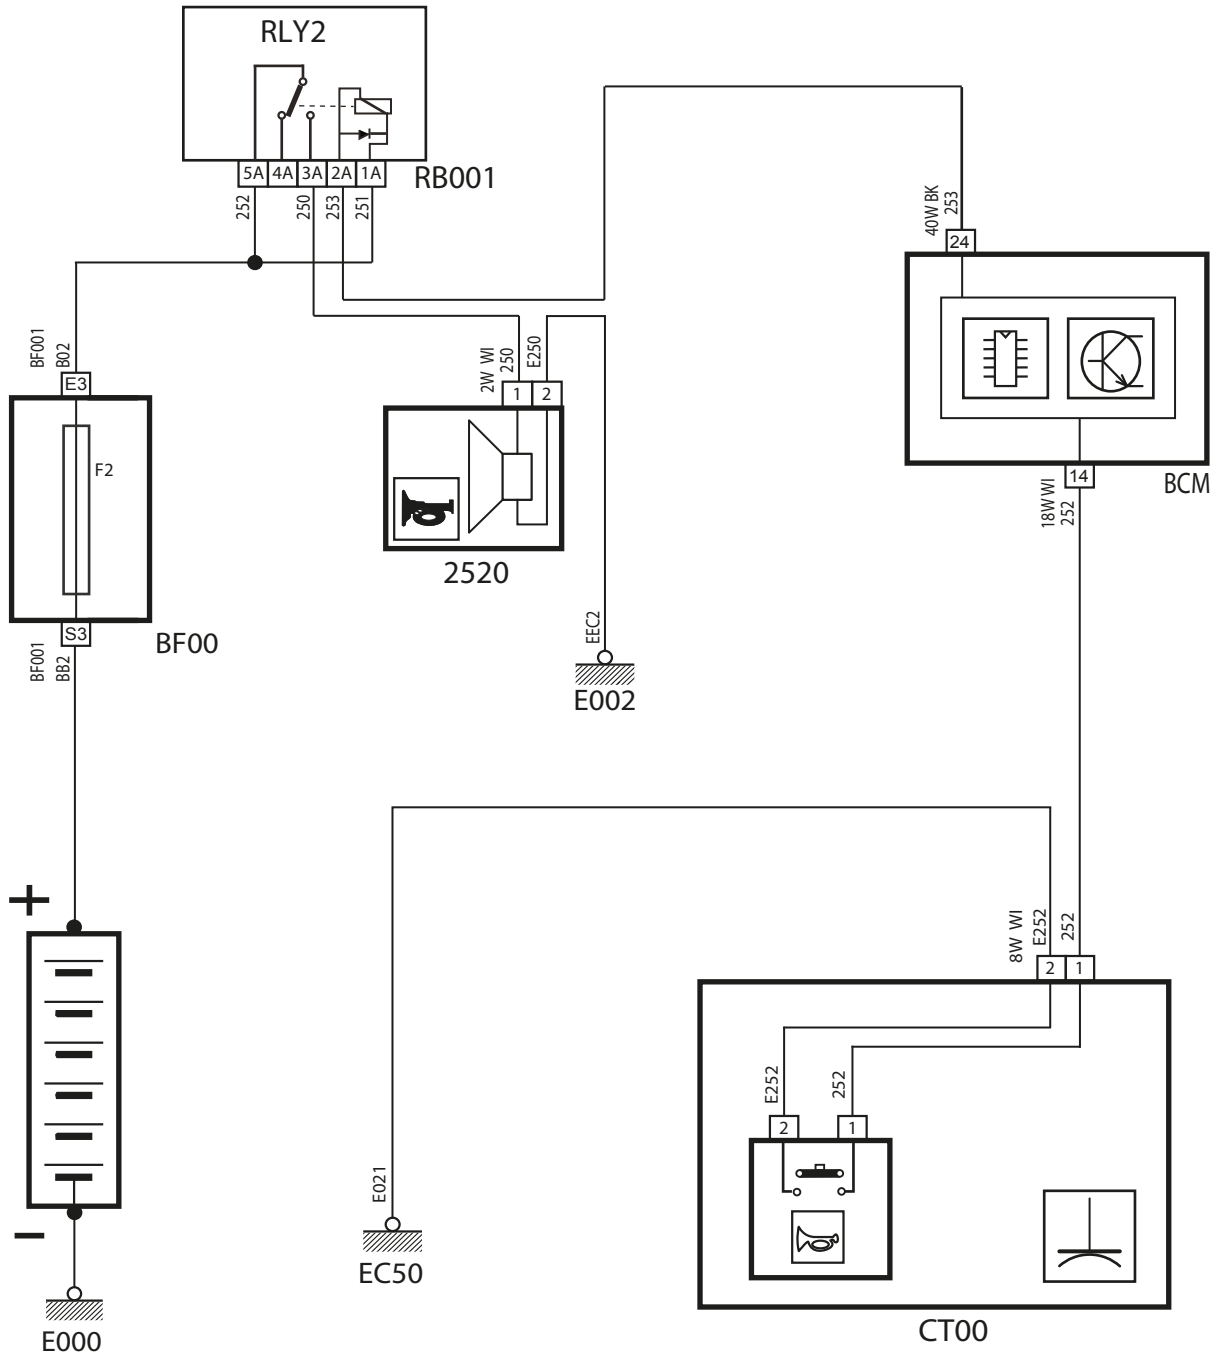 RLY2
5A 4A 3A 2A 1A
RB001
252
250
253
251
40W BK
253
24
BF001
B02
E3
F2
2W WI
250
E250
1 2
14
BCM
18W WI
252
2520
S3
BF00
BF001
BB2
EEC2
E002
+
8W WI
E252
252
2 1
E252
252
2 1
E021
−
EC50
E000
CT00